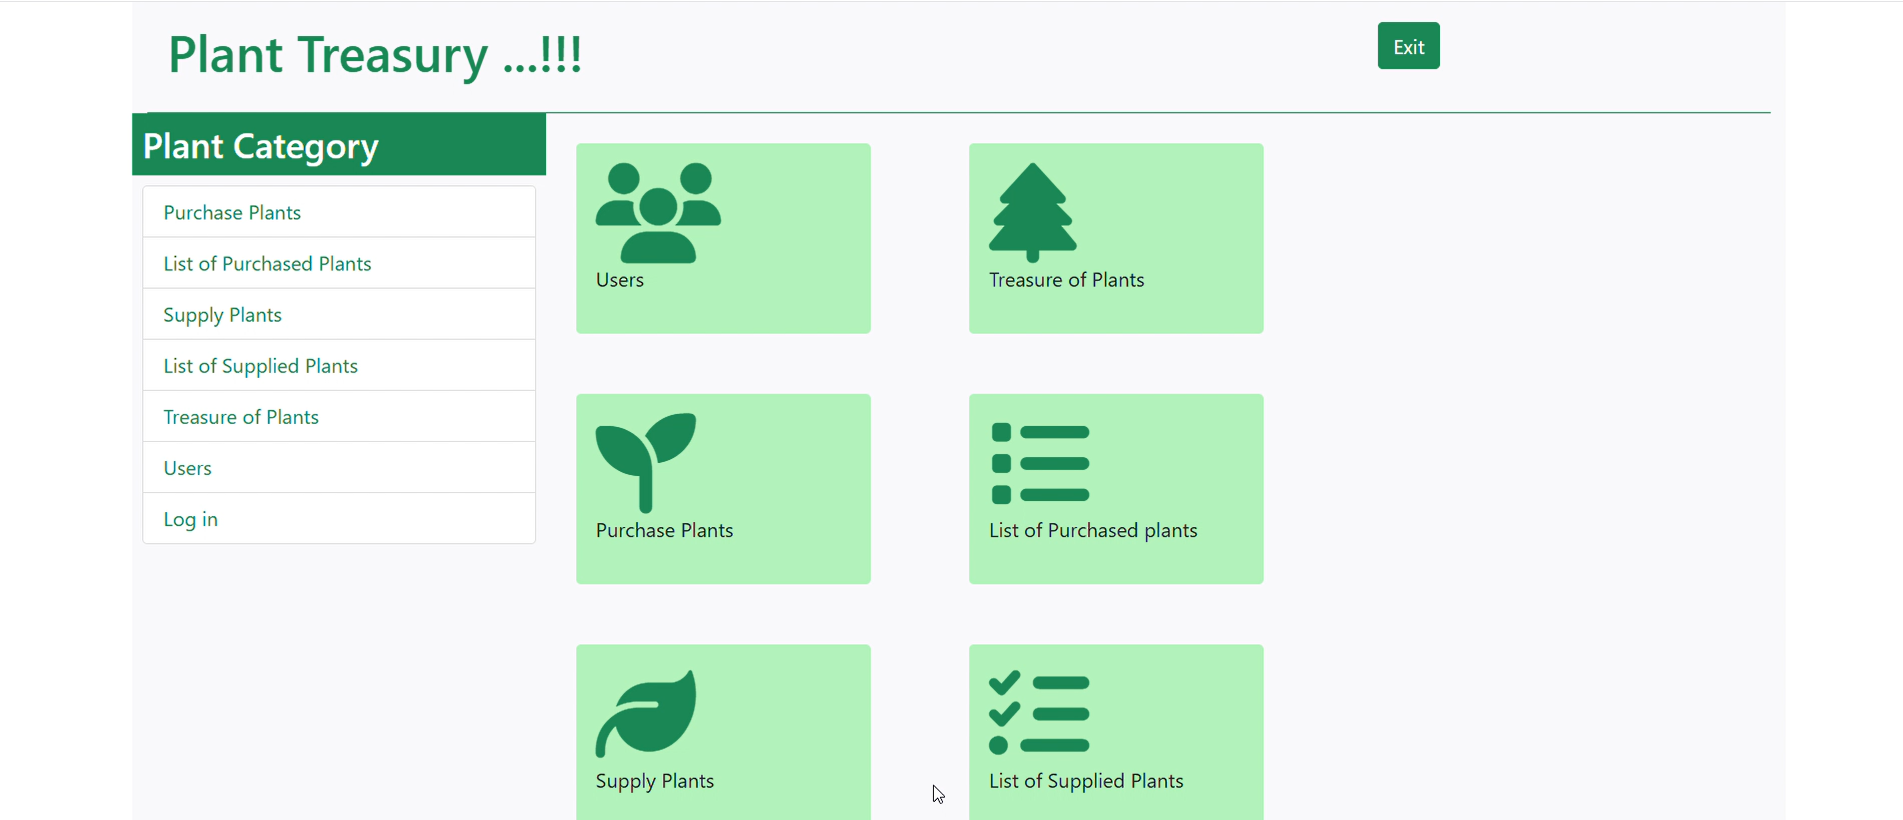 Plant Treasury ...!!!
Exit
Plant Category
Purchase Plants
List of Purchased Plants
Supply Plants
List of Supplied Plants
Treasure of Plants
Users
Log in
Users
Treasure of Plants
Purchase Plants
List of Purchased plants
Supply Plants
List of Supplied Plants